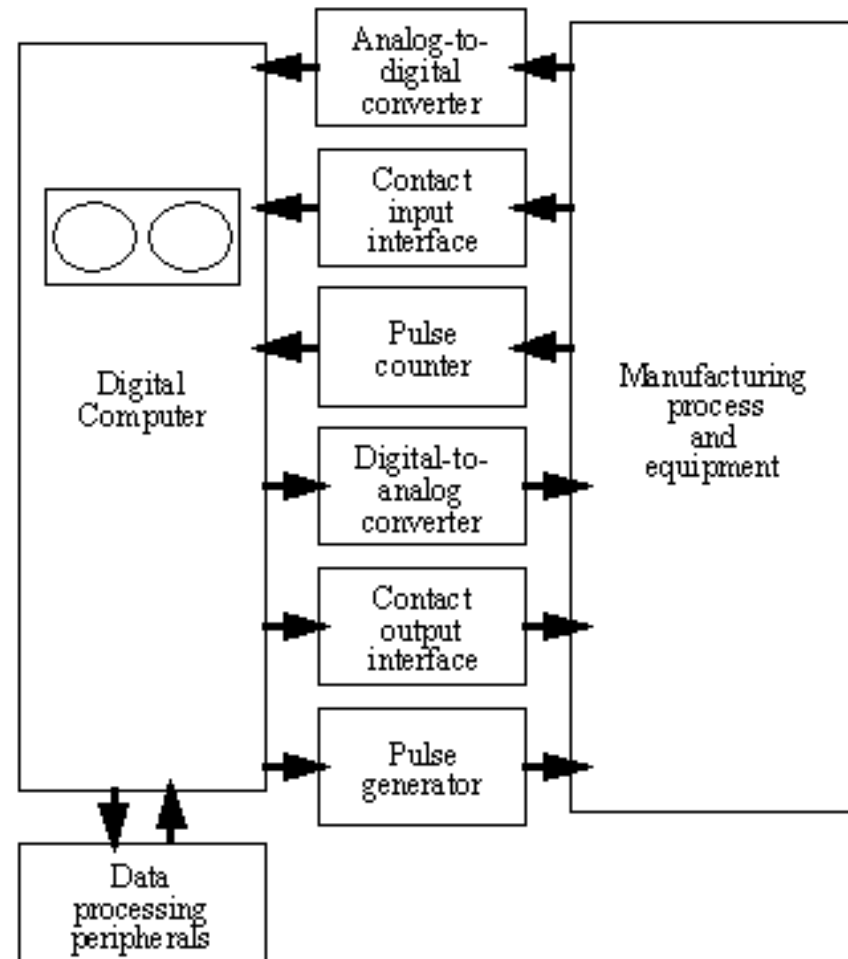 Analog-to-
digital
converter
Contact
input
interface
Pulse
counter
Digital
Computer
Manufacturing
process
and
equipment
Digital-to-
analog
converter
Contact
output
interface
Pulse
generator
Data
processing
peripherals